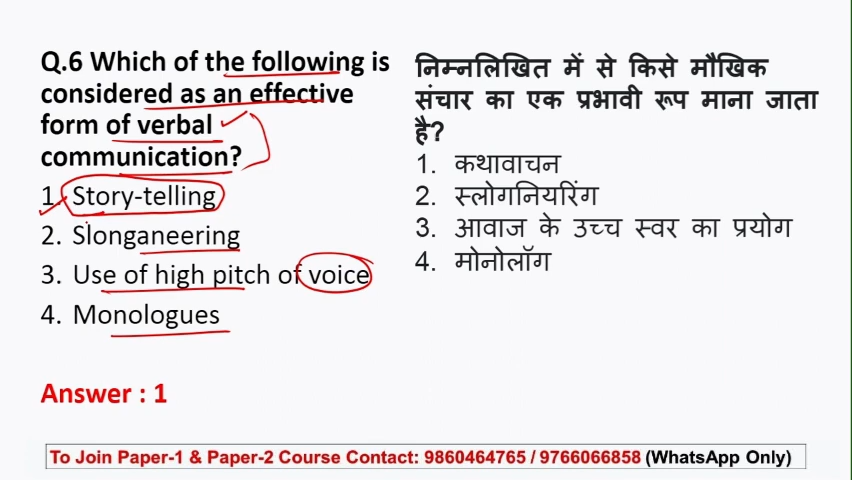 Q.6 Which of the following is
considered as an effective
form of verbal
communication?
1. Story-telling
2. Slonganeering
3. Use of high pitch of voice
4. Monologues
Answer : 1
निम्नलिखित में से किसे मौखिक
संचार का एक प्रभावी रूप माना जाता
है?
1. कथावाचन
2. स्लोगनियरिंग
3. आवाज के उच्च स्वर का प्रयोग
4. मोनोलॉग
To Join Paper-1 & Paper-2 Course Contact: 9860464765 / 9766066858 (WhatsApp Only)